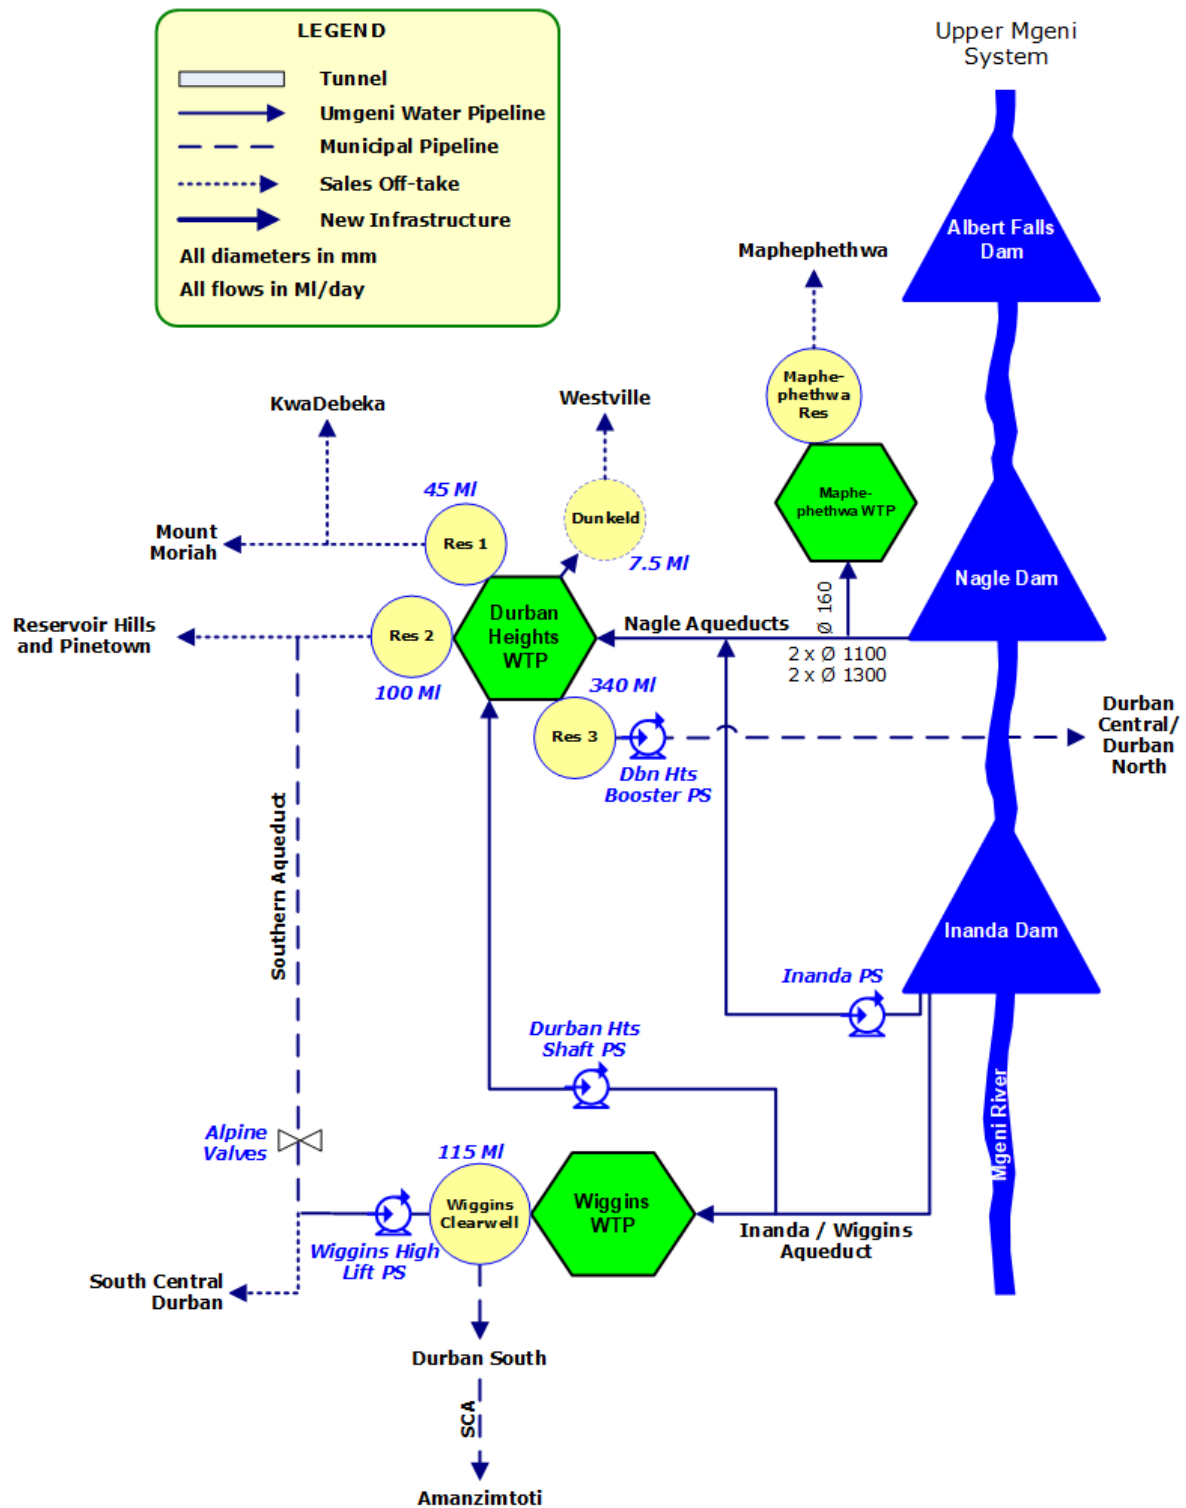 LEGEND
Tunnel
Umgeni Water Pipeline
Municipal Pipeline
Sales Off-take
New Infrastructure
All diameters in mm
All flows in Ml/day
Upper Mgeni
System
Albert Falls
Dam
Maphephethwa
Maphe-
phethwa
Res
Maphe-
phethwa WTP
KwaDebeka
Westville
45 Ml
Res 1
Dunkeld
7.5 Ml
Mount
Moriah
Nagle Dam
Ø 160
Reservoir Hills
and Pinetown
Res 2
100 Ml
Durban
Heights
WTP
Nagle Aqueducts
2 x Ø 1100
2 x Ø 1300
340 Ml
Res 3
Dbn Hts
Booster PS
Durban
Central/
Durban
North
Southern Aqueduct
Inanda Dam
Inanda PS
Durban Hts
Shaft PS
Mgeni River
Alpine
Valves
115 Ml
Wiggins
Clearwell
Wiggins
WTP
Inanda / Wiggins
Aqueduct
Wiggins High
Lift PS
South Central
Durban
Durban South
SCA
Amanzimtoti